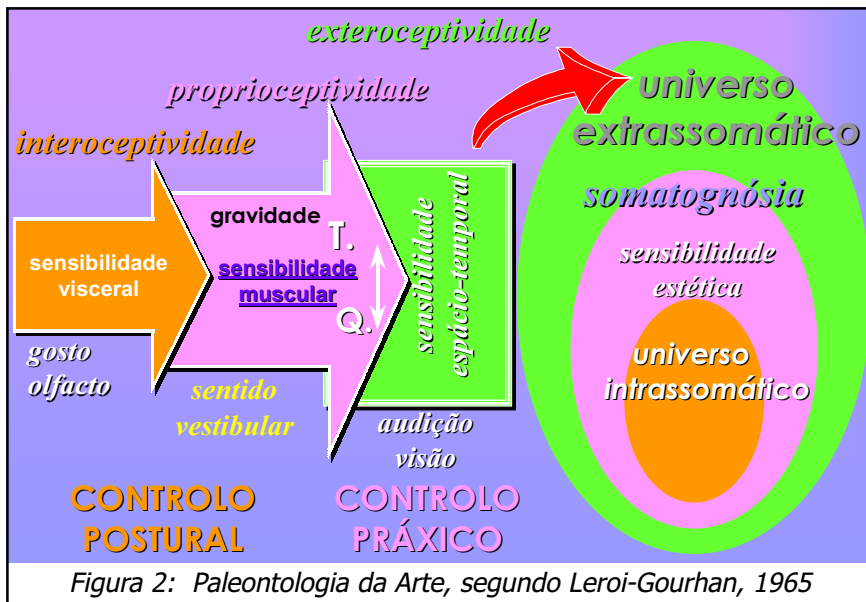 exteroceptividade
proprioceptividade
interoceptividade
sensibilidade
visceral
gosto
olfacto
gravidade
sensibilidade
muscular
T.
Q.
sentido
vestibular
sensibilidade
espácio-temporal
audição
visão
CONTROLO
POSTURAL
CONTROLO
PRÁXICO
universo
extrassomático
somatognósia
sensibilidade
estética
universo
intrassomático
Figura 2: Paleontologia da Arte, segundo Leroi-Gourhan, 1965